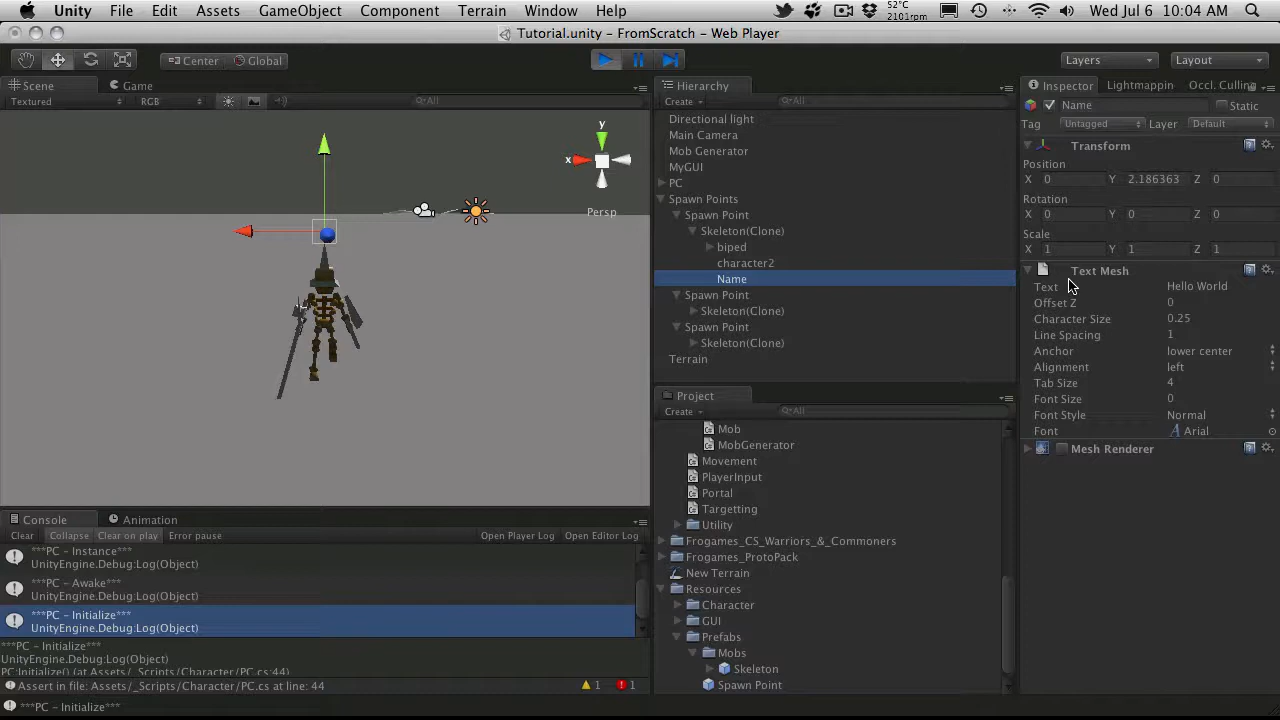 Unity File Edit Assets GameObject Component Terrain Window Help 52°C 2101rpm Wed Jul 6 10:04 AM
Tutorial.unity - FromScratch - Web Player
Center Global Layers Layout
Scene Game
Textured RGB All
y
x
Persp
Hierarchy
Create All
Directional light
Main Camera
Mob Generator
MyGUI
PC
Spawn Points
Spawn Point
Skeleton(Clone)
biped
character2
Name
Spawn Point
Skeleton(Clone)
Spawn Point
Skeleton(Clone)
Terrain
Project
Create All
Mob
MobGenerator
Movement
PlayerInput
Portal
Targetting
Utility
Frogames_CS_Warriors_&_Commoners
Frogames_ProtoPack
New Terrain
Resources
Character
GUI
Prefabs
Mobs
Skeleton
Spawn Point
Inspector Lightmappin Occl. Culling
Name Static
Tag Untagged Layer Default
Transform
Position
X 0 Y 2.186363 Z 0
Rotation
X 0 Y 0 Z 0
Scale
X 1 Y 1 Z 1
Text Mesh
Text Hello World
Offset Z 0
Character Size 0.25
Line Spacing 1
Anchor lower center
Alignment left
Tab Size 4
Font Size 0
Font Style Normal
Font Arial
Mesh Renderer
Console Animation
Clear Collapse Clear on play Error pause Open Player Log Open Editor Log
***PC - Instance***
UnityEngine.Debug:Log(Object)
***PC - Awake***
UnityEngine.Debug:Log(Object)
***PC - Initialize***
UnityEngine.Debug:Log(Object)
***PC - Initialize***
UnityEngine.Debug:Log(Object)
PC:Initialize() (at Assets/_Scripts/Character/PC.cs:44)
Assert in file: Assets/_Scripts/Character/PC.cs at line: 44 1 1
***PC - Initialize***